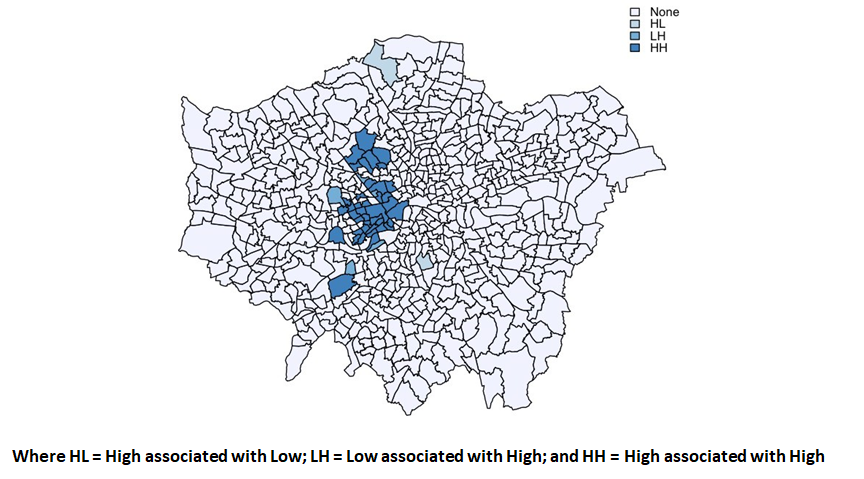 None
HL
LH
HH
Where HL = High associated with Low; LH = Low associated with High; and HH = High associated with High